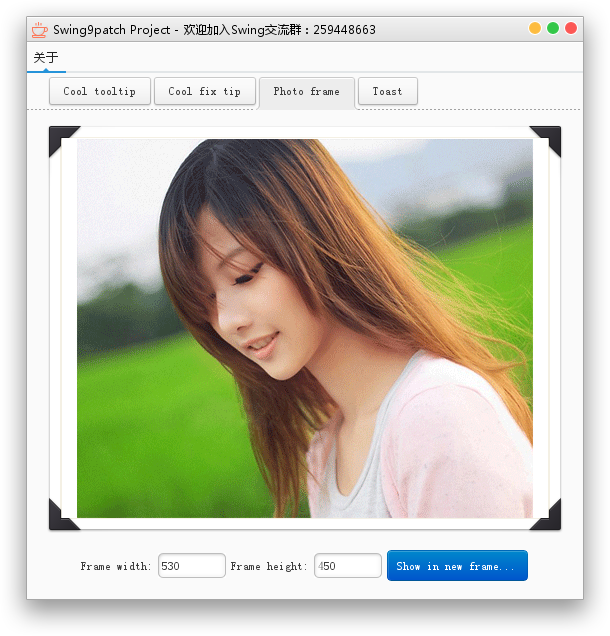 Swing9patch Project - 欢迎加入Swing交流群：259448663
关于
Cool tooltip Cool fix tip Photo frame Toast
Frame width: 530 Frame height: 450 Show in new frame...